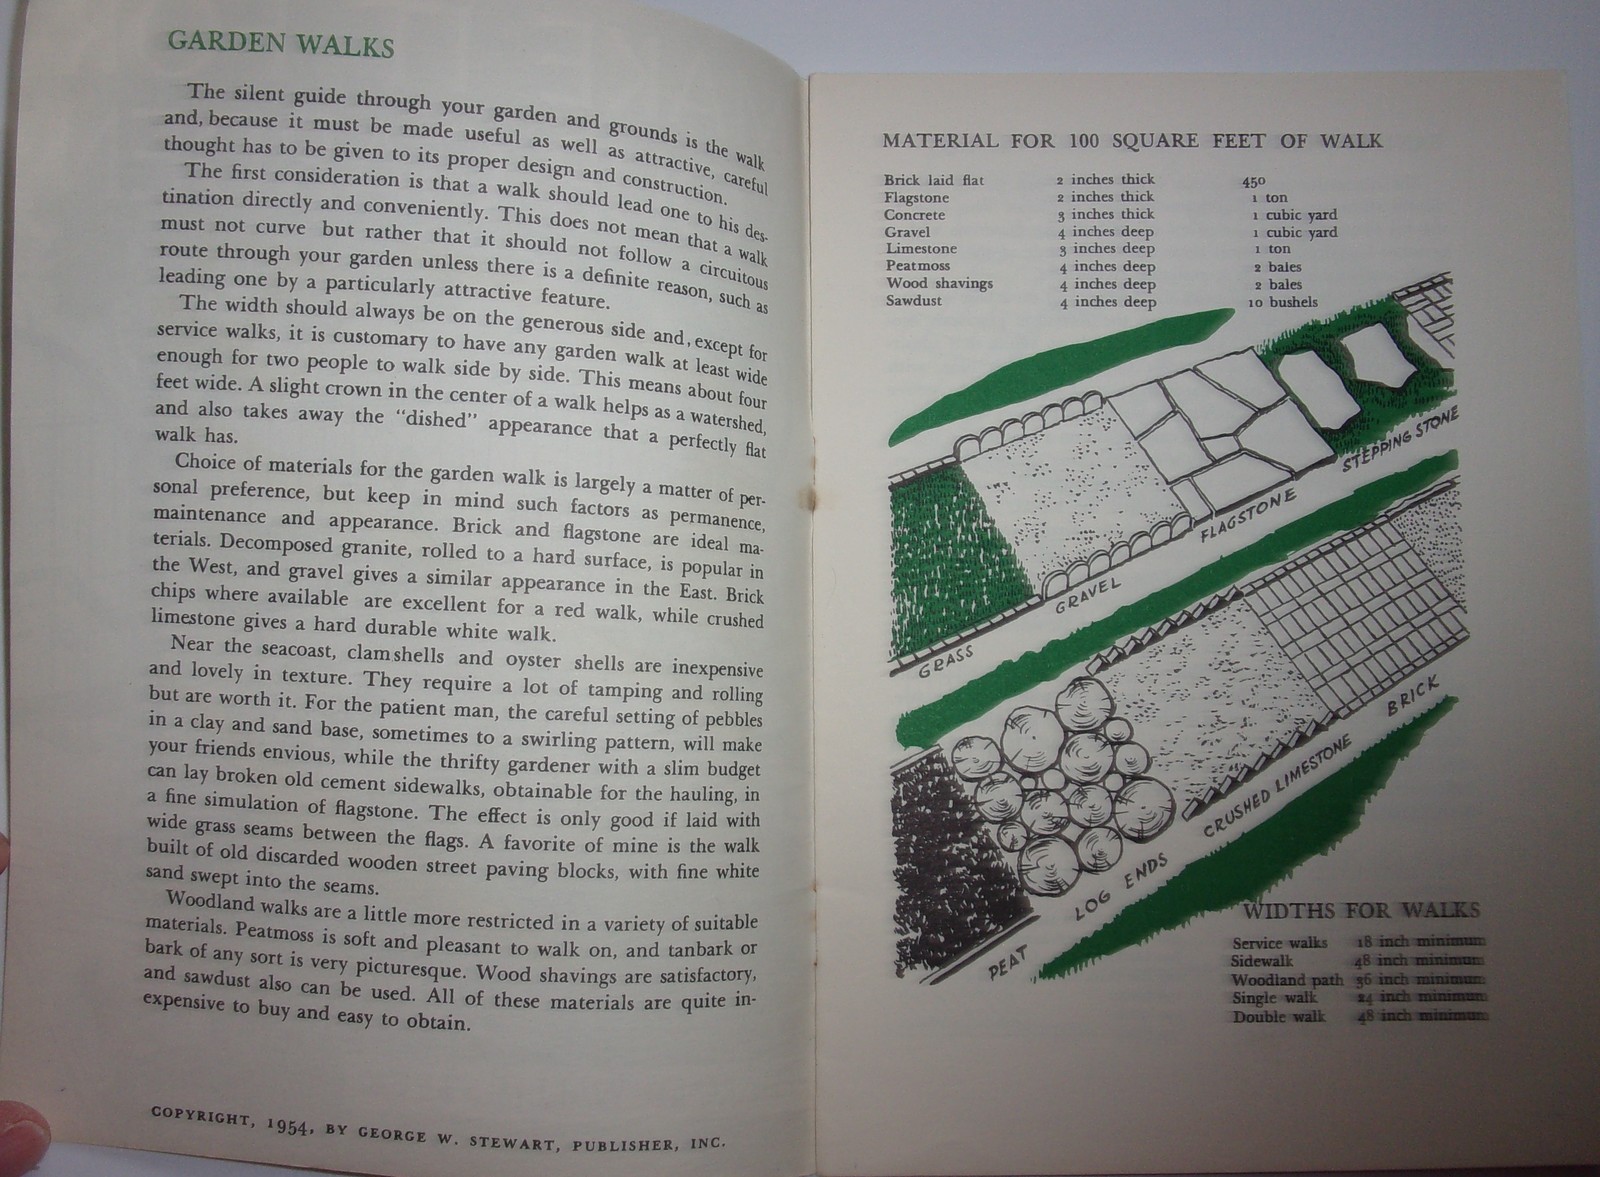 GARDEN WALKS
The silent guide through your garden and grounds is the walk
and, because it must be made useful as well as attractive, careful
thought has to be given to its proper design and construction.
The first consideration is that a walk should lead one to his des-
tination directly and conveniently. This does not mean that a walk
must not curve but rather that it should not follow a circuitous
route through your garden unless there is a definite reason, such as
leading one by a particularly attractive feature.
The width should always be on the generous side and, except for
service walks, it is customary to have any garden walk at least wide
enough for two people to walk side by side. This means about four
feet wide. A slight crown in the center of a walk helps as a watershed,
and also takes away the "dished" appearance that a perfectly flat
walk has.
Choice of materials for the garden walk is largely a matter of per-
sonal preference, but keep in mind such factors as permanence,
maintenance and appearance. Brick and flagstone are ideal ma-
terials. Decomposed granite, rolled to a hard surface, is popular in
the West, and gravel gives a similar appearance in the East. Brick
chips where available are excellent for a red walk, while crushed
limestone gives a hard durable white walk.
Near the seacoast, clamshells and oyster shells are inexpensive
and lovely in texture. They require a lot of tamping and rolling
but are worth it. For the patient man, the careful setting of pebbles
in a clay and sand base, sometimes to a swirling pattern, will make
your friends envious, while the thrifty gardener with a slim budget
can lay broken old cement sidewalks, obtainable for the hauling, in
a fine simulation of flagstone. The effect is only good if laid with
wide grass seams between the flags. A favorite of mine is the walk
built of old discarded wooden street paving blocks, with fine white
sand swept into the seams.
Woodland walks are a little more restricted in a variety of suitable
materials. Peatmoss is soft and pleasant to walk on, and tanbark or
bark of any sort is very picturesque. Wood shavings are satisfactory,
and sawdust also can be used. All of these materials are quite in-
expensive to buy and easy to obtain.
COPYRIGHT, 1954, BY GEORGE W. STEWART, PUBLISHER, INC.
MATERIAL FOR 100 SQUARE FEET OF WALK
Brick laid flat 2 inches thick 450
Flagstone 2 inches thick 1 ton
Concrete 3 inches thick 1 cubic yard
Gravel 4 inches deep 1 cubic yard
Limestone 3 inches deep 1 ton
Peatmoss 4 inches deep 2 bales
Wood shavings 4 inches deep 2 bales
Sawdust 4 inches deep 10 bushels
STEPPING STONE
FLAGSTONE
GRAVEL
GRASS
BRICK
CRUSHED LIMESTONE
LOG ENDS
PEAT
WIDTHS FOR WALKS
Service walks 18 inch minimum
Sidewalk 48 inch minimum
Woodland path 36 inch minimum
Single walk 24 inch minimum
Double walk 48 inch minimum